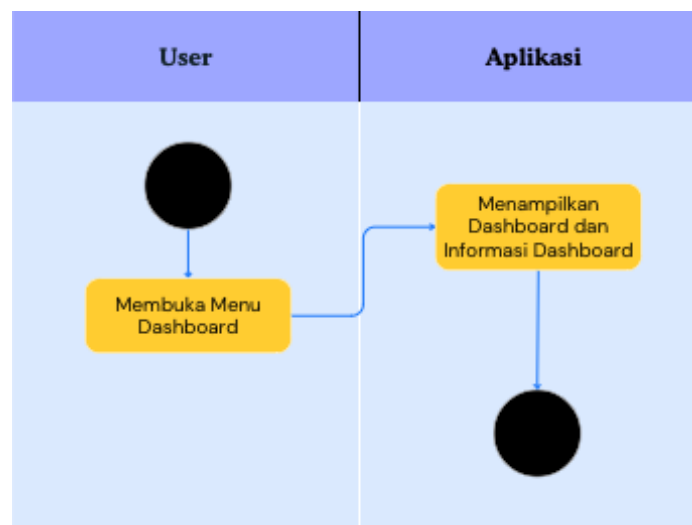 User
Aplikasi
Membuka Menu
Dashboard
Menampilkan
Dashboard dan
Informasi Dashboard